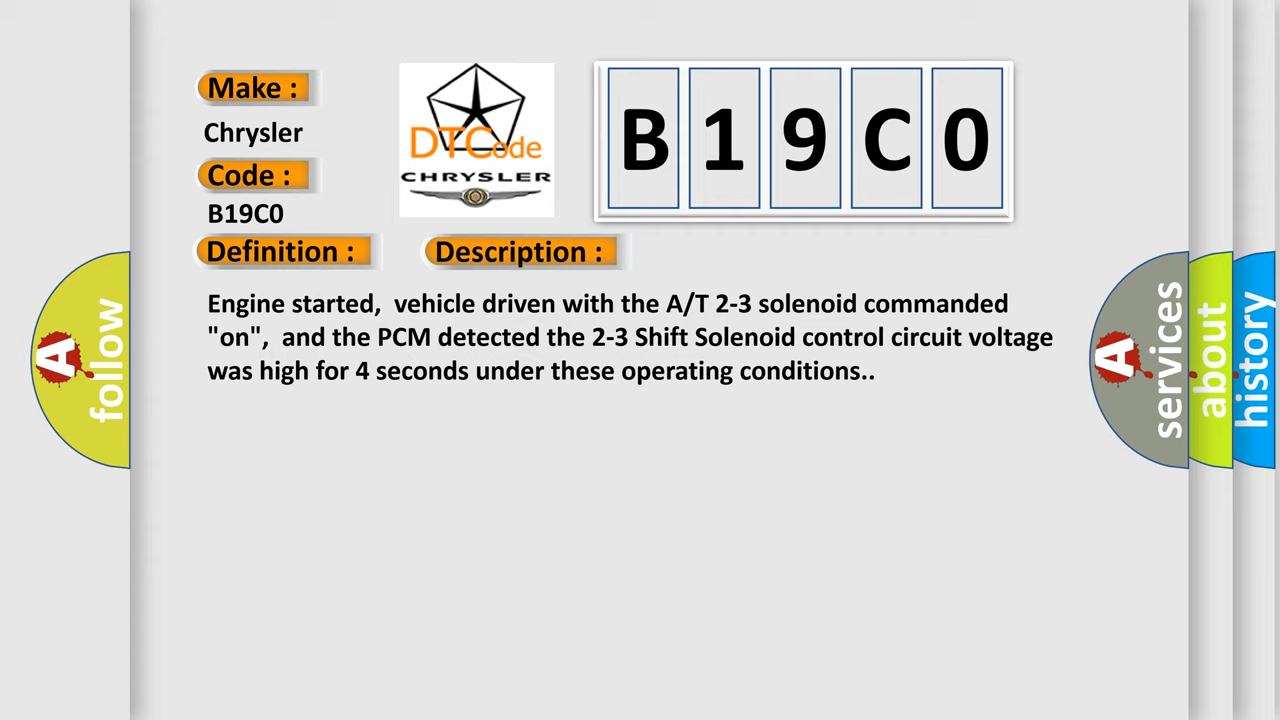 Make :
Chrysler
Code :
B19C0
Definition :
Description :
DTCode
CHRYSLER
B 1 9 C 0
Engine started,  vehicle driven with the A/T 2-3 solenoid commanded
"on",  and the PCM detected the 2-3 Shift Solenoid control circuit voltage
was high for 4 seconds under these operating conditions..
A
follow
A
services
about
history